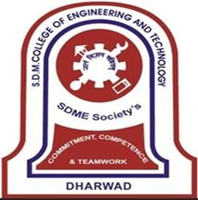 S.D.M. COLLEGE OF ENGINEERING AND TECHNOLOGY
SDME Society's
COMMITMENT, COMPETENCE
& TEAMWORK
DHARWAD